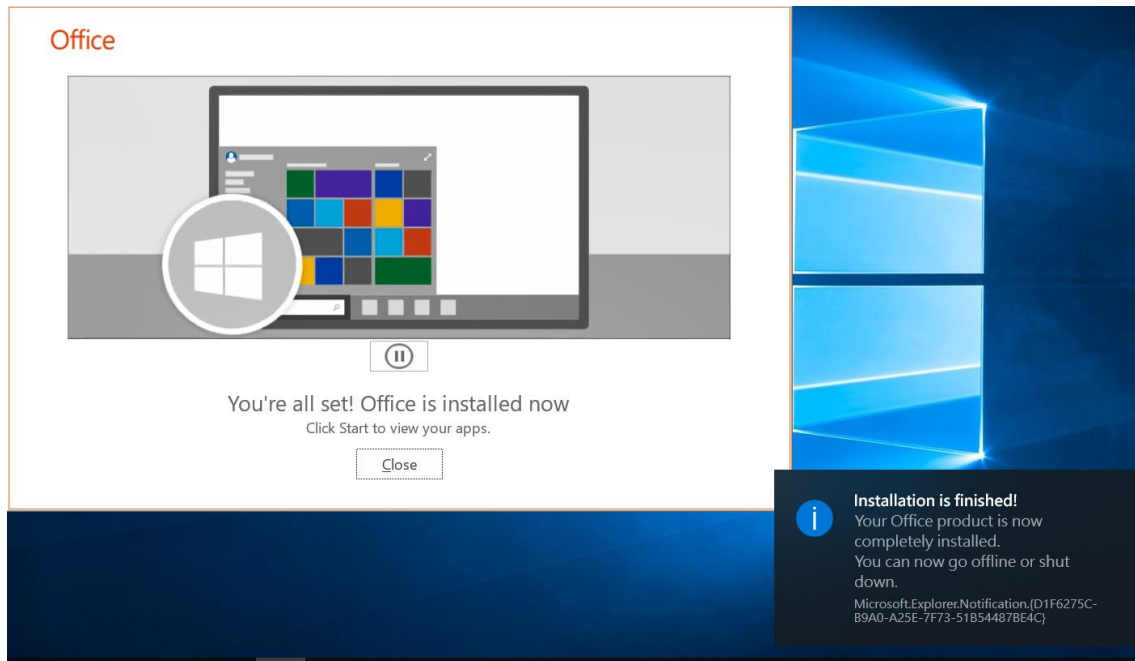 Office
You're all set! Office is installed now
Click Start to view your apps.
Close
Installation is finished!
Your Office product is now
completely installed.
You can now go offline or shut
down.
Microsoft.Explorer.Notification.{D1F6275C-
B9A0-A25E-7F73-51B54487BE4C}